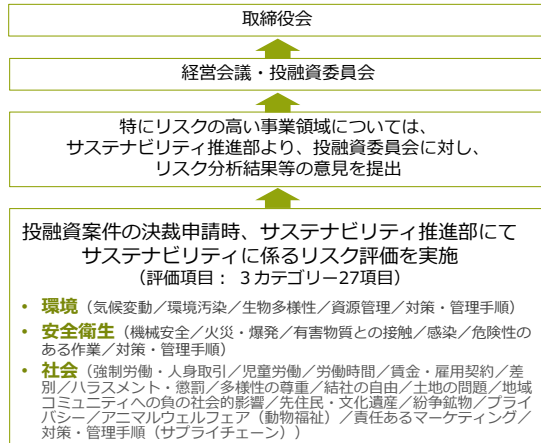 取締役会
経営会議・投融資委員会
特にリスクの高い事業領域については、
サステナビリティ推進部より、投融資委員会に対し、
リスク分析結果等の意見を提出
投融資案件の決裁申請時、サステナビリティ推進部にて
サステナビリティに係るリスク評価を実施
（評価項目： ３カテゴリー27項目）
• 環境（気候変動／環境汚染／生物多様性／資源管理／対策・管理手順）
• 安全衛生（機械安全／火災・爆発／有害物質との接触／感染／危険性の
ある作業／対策・管理手順）
• 社会（強制労働・人身取引／児童労働／労働時間／賃金・雇用契約／差
別／ハラスメント・懲罰／多様性の尊重／結社の自由／土地の問題／地域
コミュニティへの負の社会的影響／先住民・文化遺産／紛争鉱物／プライ
バシー／アニマルウェルフェア（動物福祉）／責任あるマーケティング／
対策・管理手順（サプライチェーン））